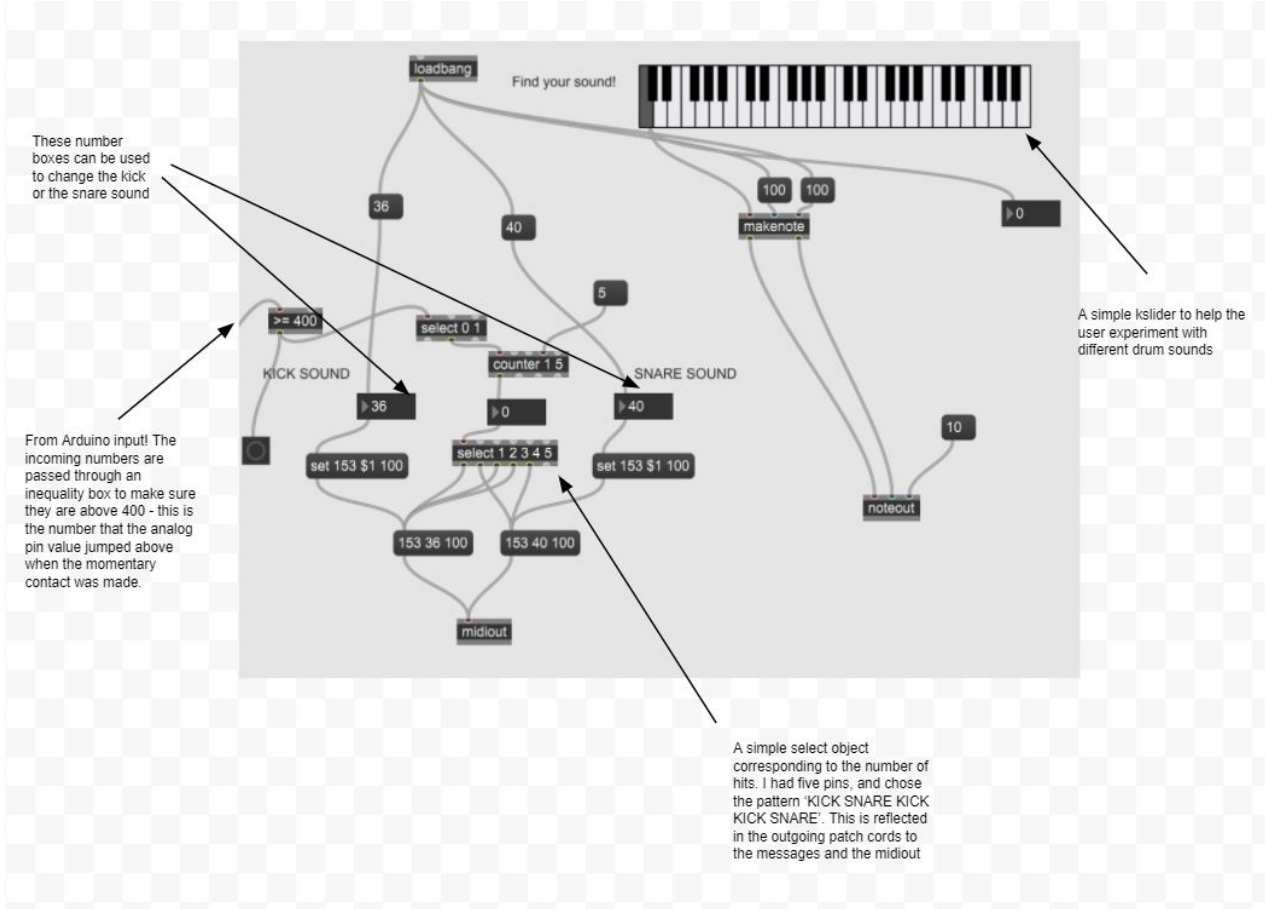 loadbang
Find your sound!
These number
boxes can be used
to change the kick
or the snare sound
36
40
100
100
0
makenote
5
>= 400
select 0 1
counter 1 5
KICK SOUND
SNARE SOUND
A simple kslider to help the
user experiment with
different drum sounds
36
0
40
10
From Arduino input! The
incoming numbers are
passed through an
inequality box to make sure
they are above 400 - this is
the number that the analog
pin value jumped above
when the momentary
contact was made.
set 153 $1 100
select 1 2 3 4 5
set 153 $1 100
noteout
153 36 100
153 40 100
midiout
A simple select object
corresponding to the number of
hits. I had five pins, and chose
the pattern ‘KICK SNARE KICK
KICK SNARE’. This is reflected
in the outgoing patch cords to
the messages and the midiout